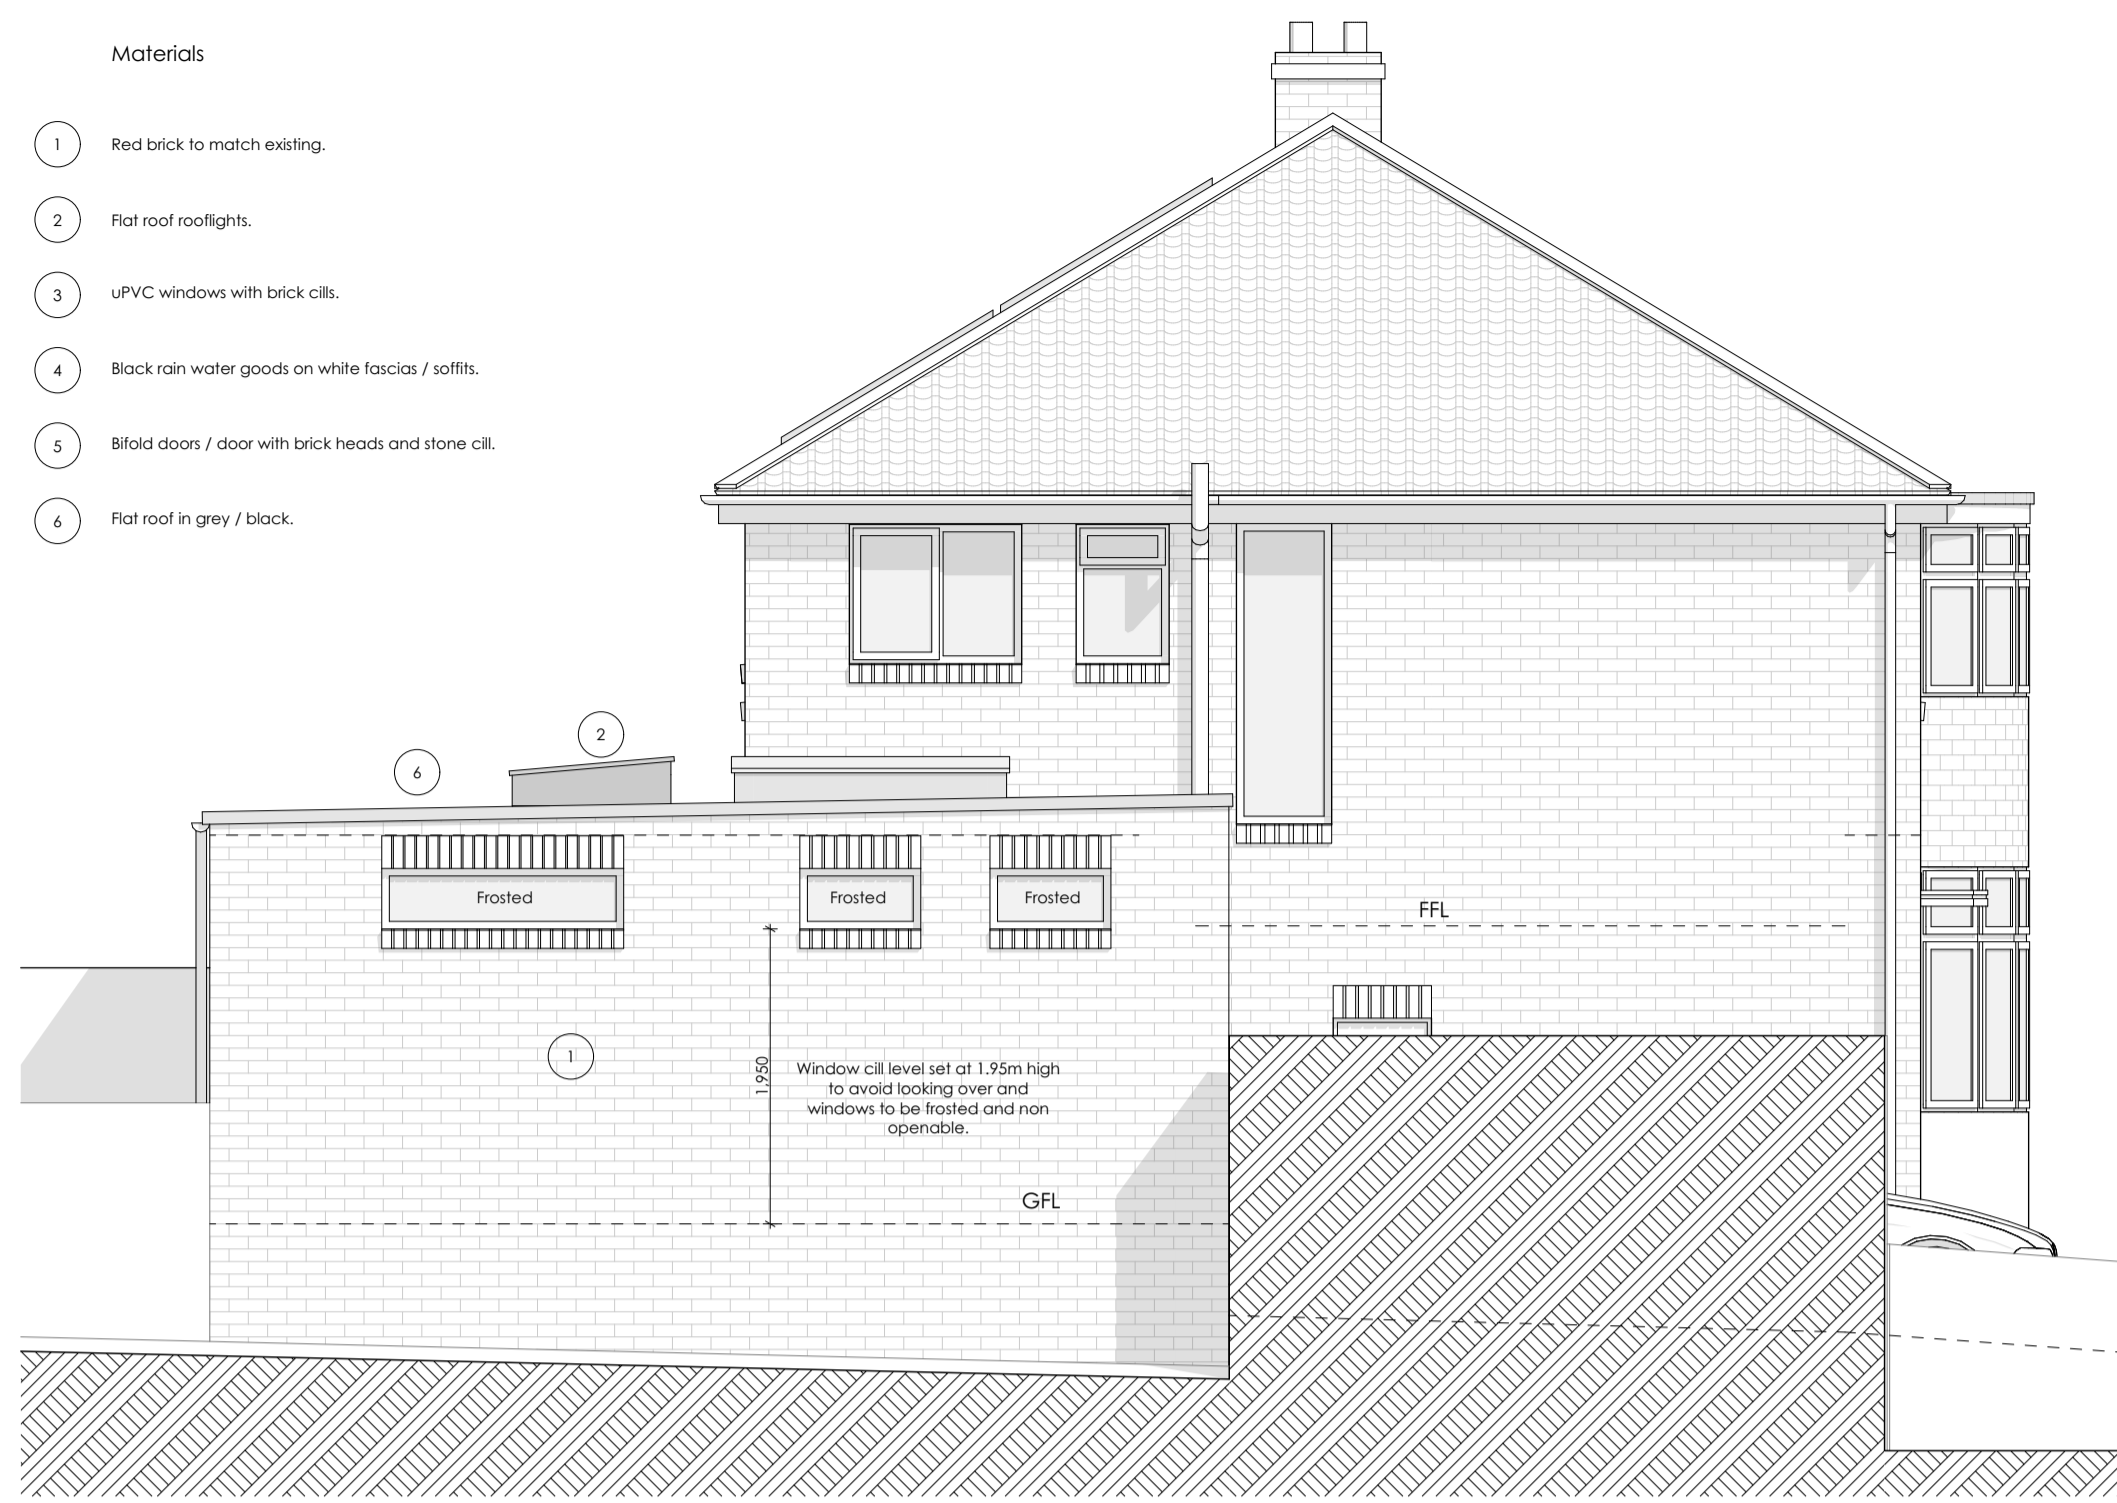 Materials
1 Red brick to match existing.
2 Flat roof rooflights.
3 uPVC windows with brick cills.
4 Black rain water goods on white fascias / soffits.
5 Bifold doors / door with brick heads and stone cill.
6 Flat roof in grey / black.
2
6
Frosted Frosted Frosted
FFL
1
1,950
Window cill level set at 1.95m high
to avoid looking over and
windows to be frosted and non
openable.
GFL